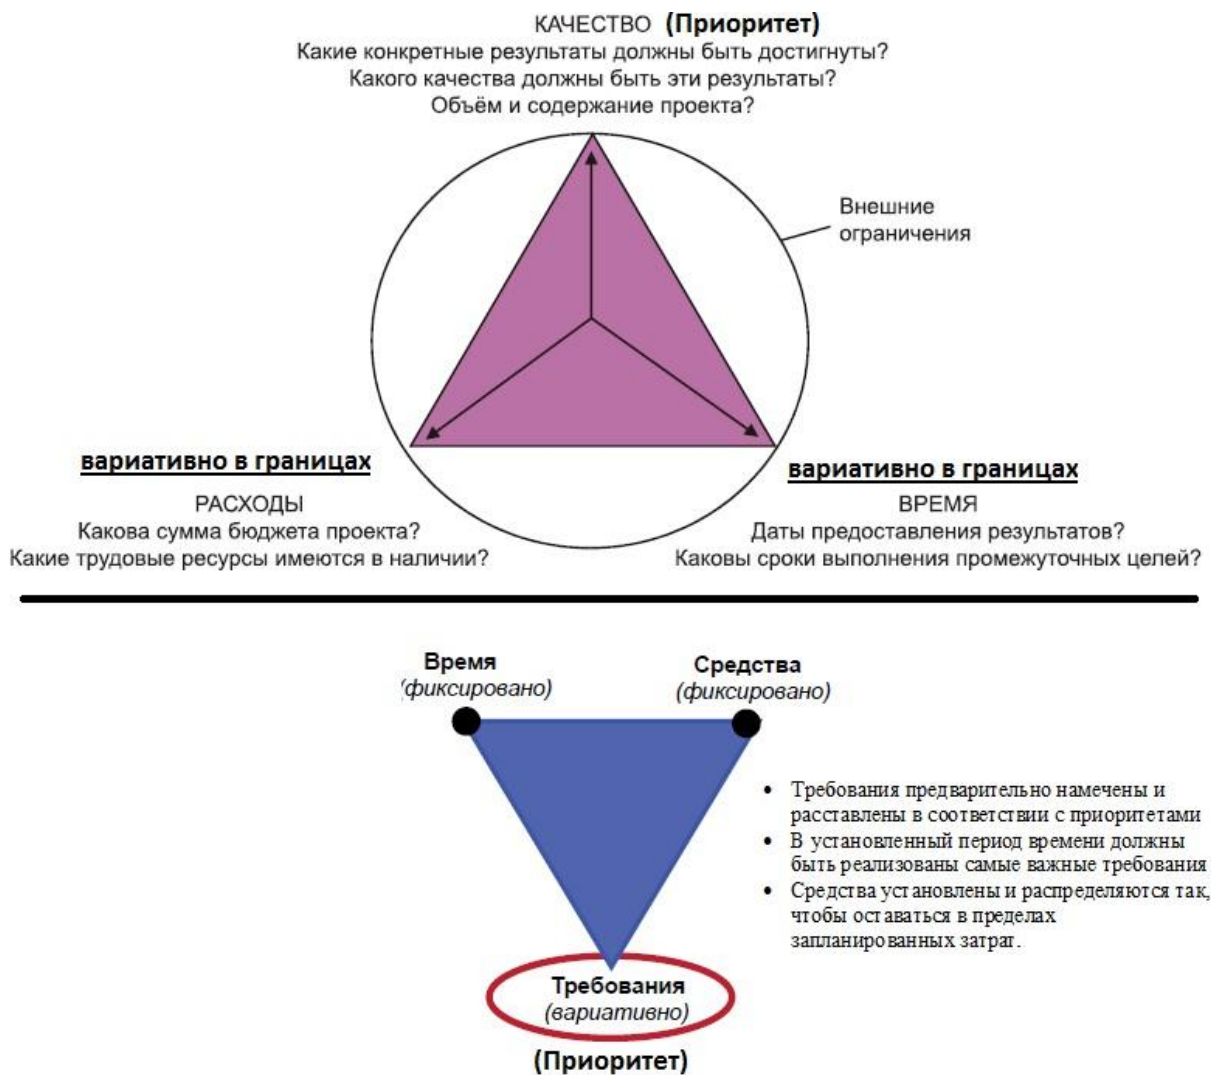 КАЧЕСТВО (Приоритет)
Какие конкретные результаты должны быть достигнуты?
Какого качества должны быть эти результаты?
Объём и содержание проекта?
Внешние
ограничения
вариативно в границах
РАСХОДЫ
Какова сумма бюджета проекта?
Какие трудовые ресурсы имеются в наличии?
вариативно в границах
ВРЕМЯ
Даты предоставления результатов?
Каковы сроки выполнения промежуточных целей?
Время
(фиксировано)
Средства
(фиксировано)
• Требования предварительно намечены и
расставлены в соответствии с приоритетами
• В установленный период времени должны
быть реализованы самые важные требования
• Средства установлены и распределяются так,
чтобы оставаться в пределах
запланированных затрат.
Требования
(вариативно)
(Приоритет)